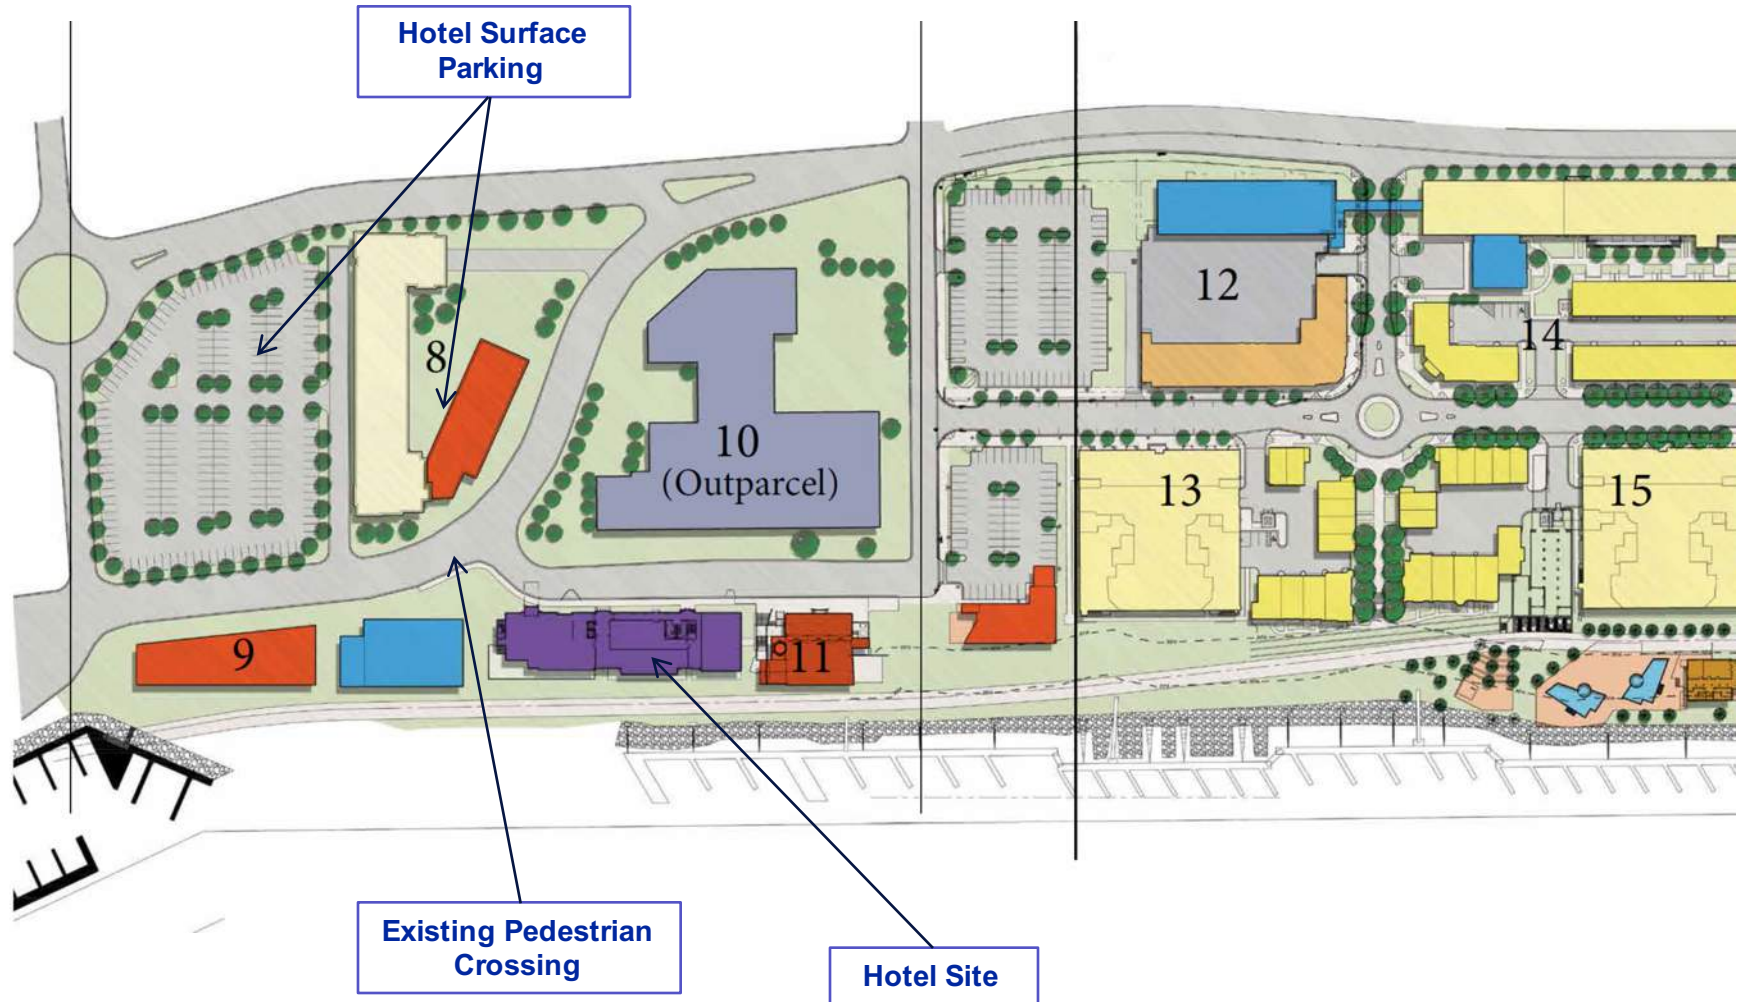 Hotel Surface
Parking
12
14
8
10
(Outparcel)
13
15
9
11
Existing Pedestrian
Crossing
Hotel Site